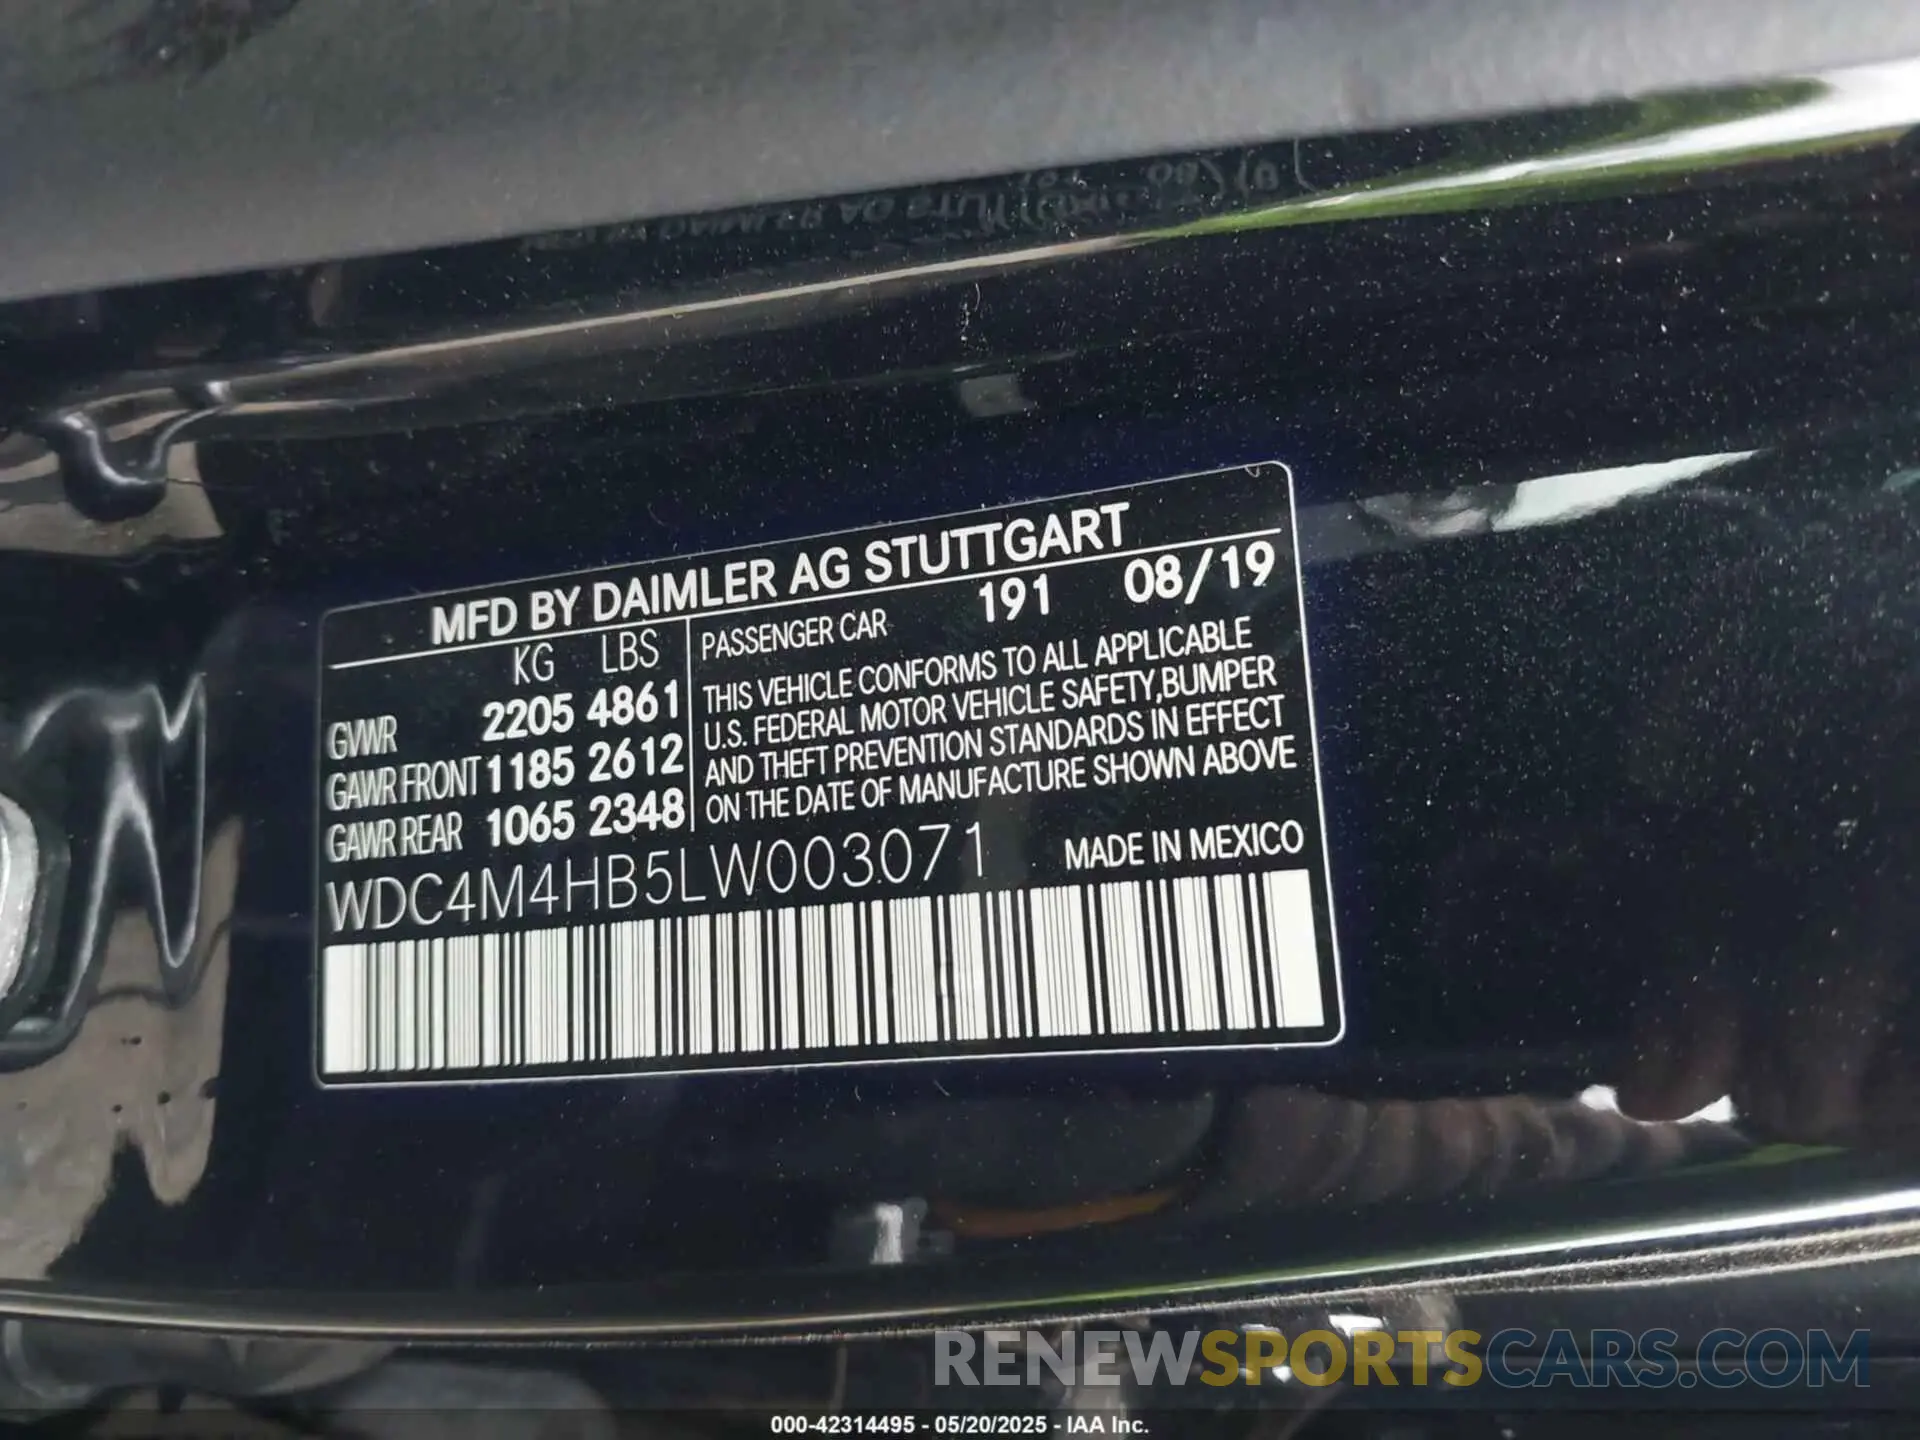 MFD BY DAIMLER AG STUTTGART
KG LBS PASSENGER CAR 191 08/19
GVWR 2205 4861
GAWR FRONT 1185 2612
GAWR REAR 1065 2348
THIS VEHICLE CONFORMS TO ALL APPLICABLE
U.S. FEDERAL MOTOR VEHICLE SAFETY,BUMPER
AND THEFT PREVENTION STANDARDS IN EFFECT
ON THE DATE OF MANUFACTURE SHOWN ABOVE
WDC4M4HB5LW003071 MADE IN MEXICO
RENEWSPORTSCARS.COM
000-42314495 - 05/20/2025 - IAA Inc.